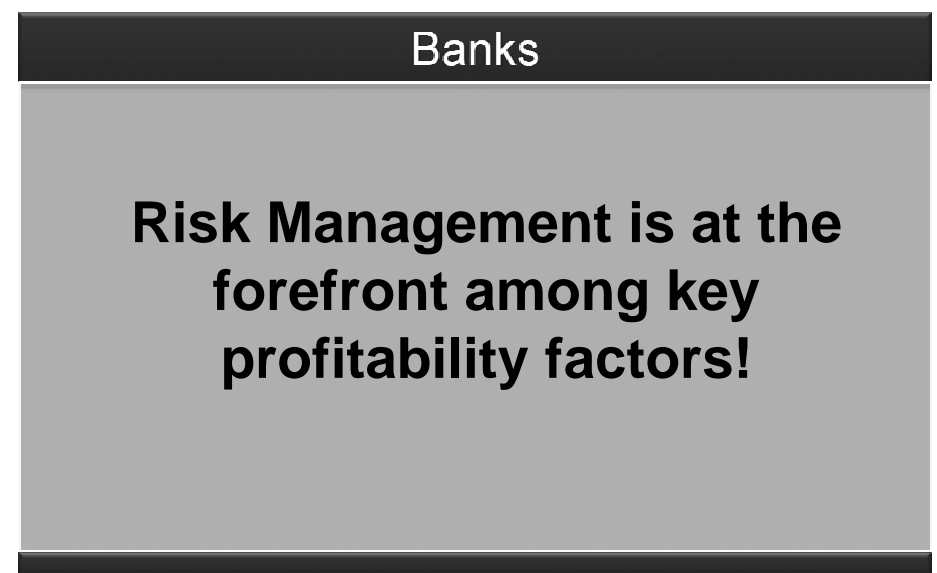 Banks
Risk Management is at the
forefront among key
profitability factors!